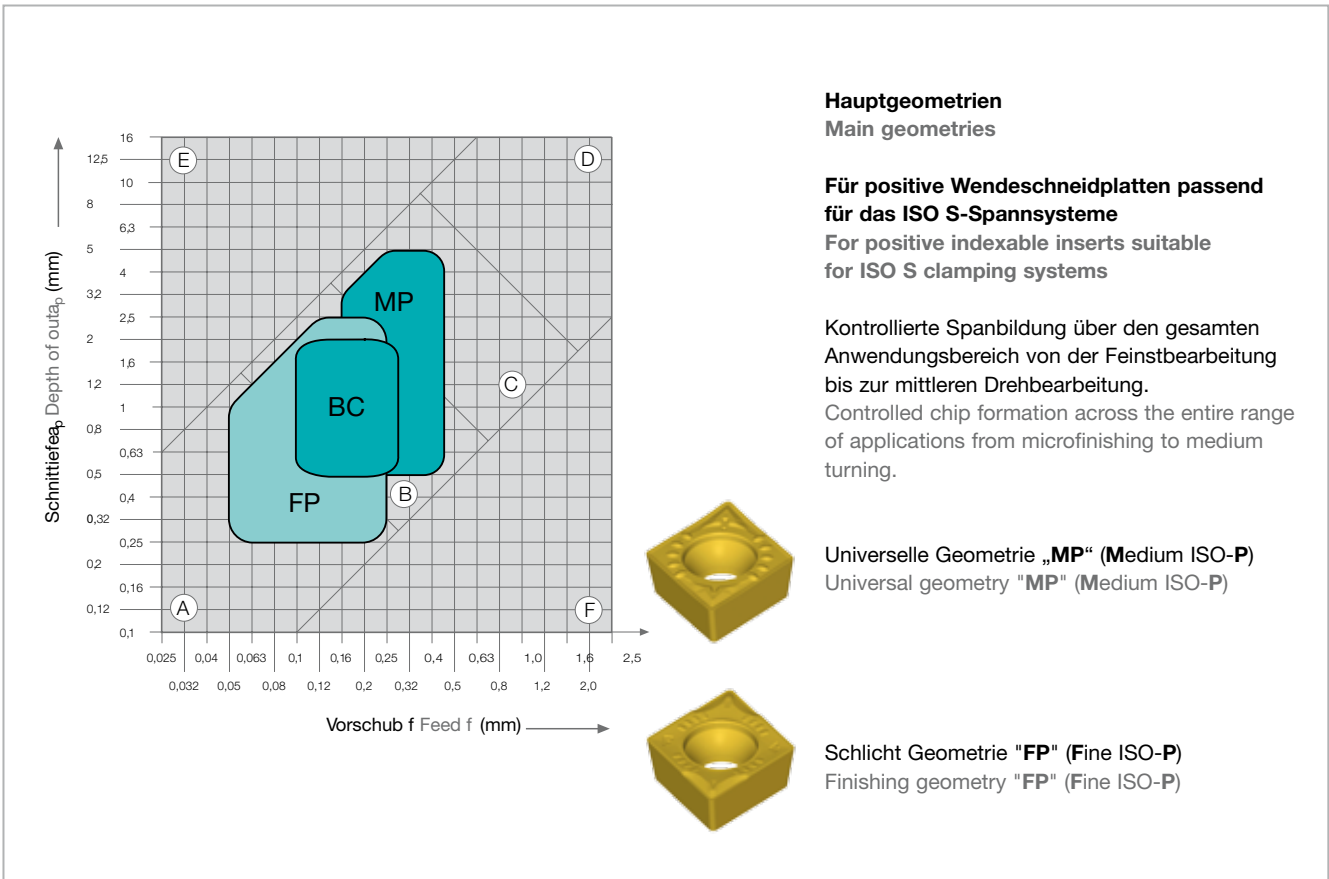 16
12,5
10
8
6,3
5
4
3,2
2,5
2
1,6
1,2
1
0,8
0,63
0,5
0,4
0,32
0,25
0,2
0,16
0,12
0,1
Schnittiefeap Depth of outap (mm)
E
D
MP
C
BC
B
FP
A
F
0,025 0,04 0,063 0,1 0,16 0,25 0,4 0,63 1,0 1,6 2,5
0,032 0,05 0,08 0,12 0,2 0,32 0,5 0,8 1,2 2,0
Vorschub f Feed f (mm)
Hauptgeometrien
Main geometries
Für positive Wendeschneidplatten passend
für das ISO S-Spannsysteme
For positive indexable inserts suitable
for ISO S clamping systems
Kontrollierte Spanbildung über den gesamten
Anwendungsbereich von der Feinstbearbeitung
bis zur mittleren Drehbearbeitung.
Controlled chip formation across the entire range
of applications from microfinishing to medium
turning.
Universelle Geometrie „MP“ (Medium ISO-P)
Universal geometry "MP" (Medium ISO-P)
Schlicht Geometrie "FP" (Fine ISO-P)
Finishing geometry "FP" (Fine ISO-P)